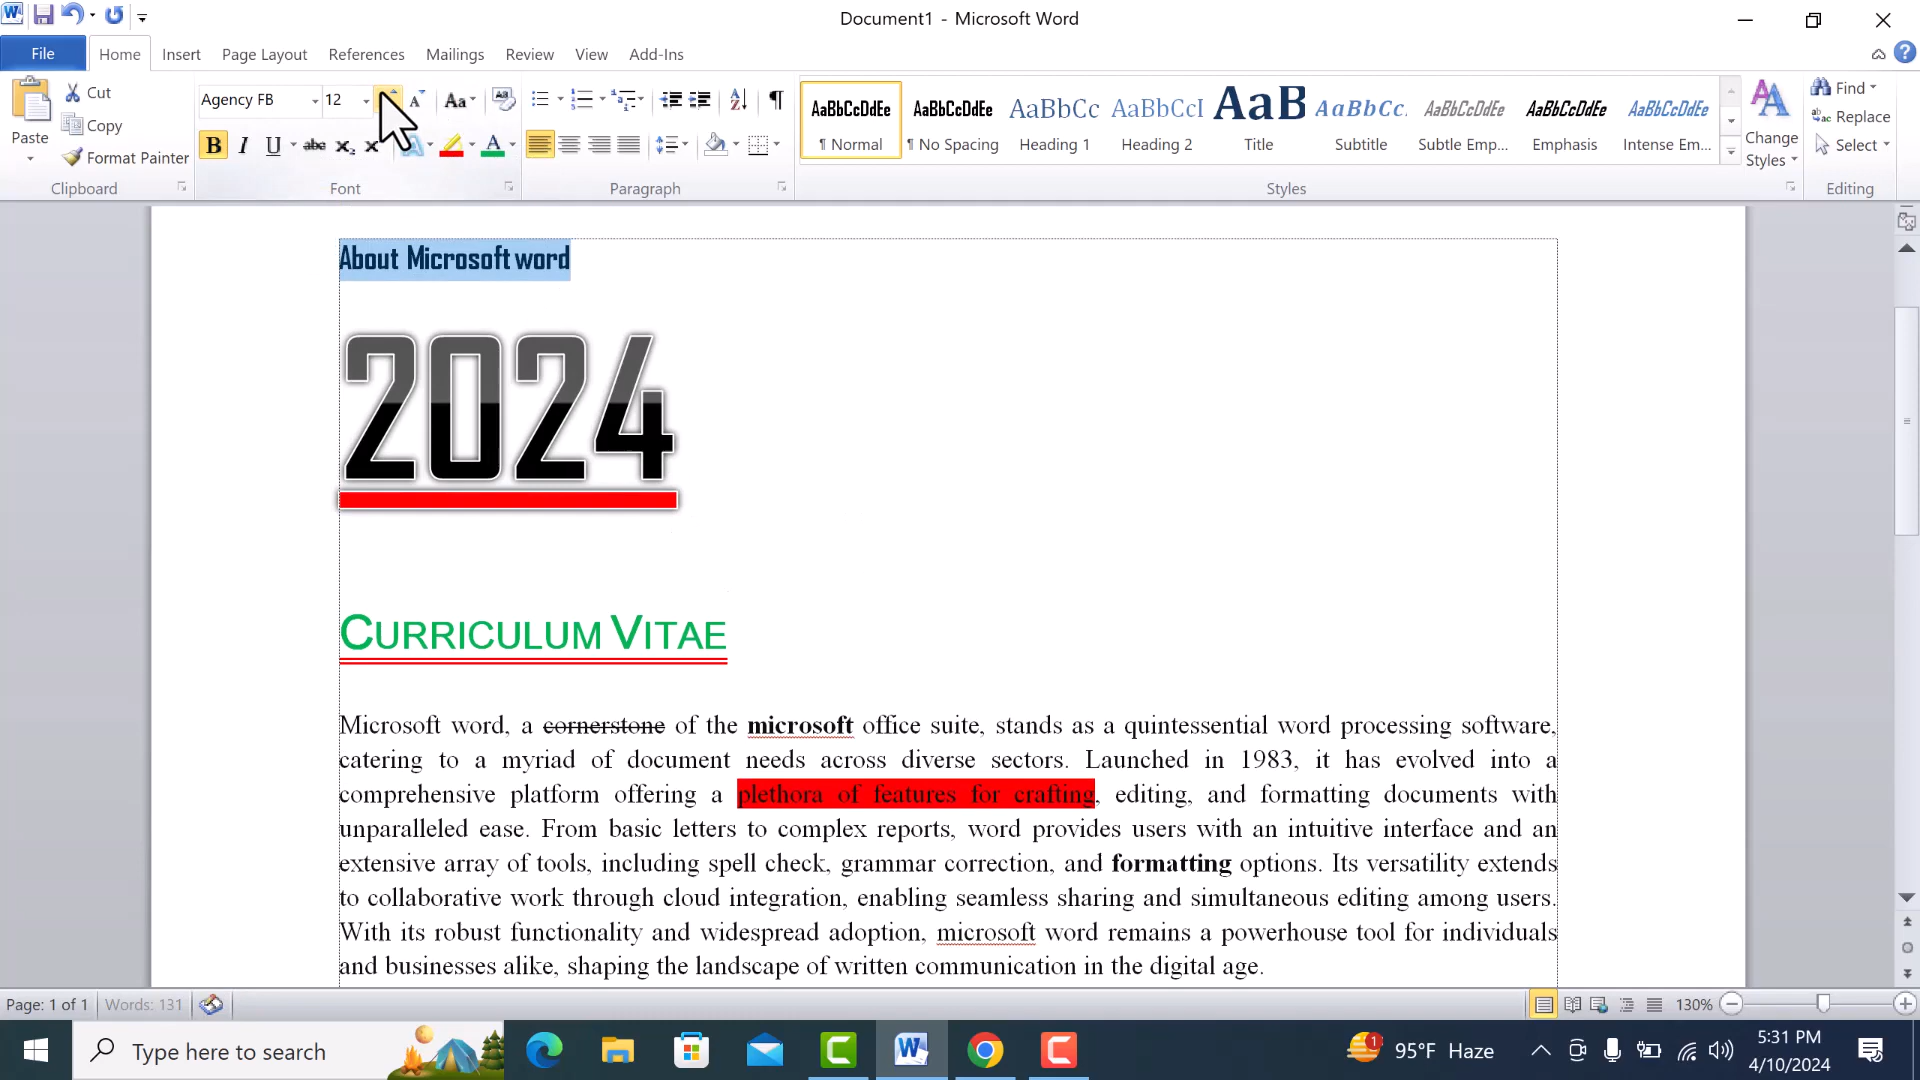 Document1 - Microsoft Word
File Home Insert Page Layout References Mailings Review View Add-Ins
Paste
Cut
Copy
Format Painter
Clipboard
Agency FB 12 A Aa
B I U abc x₂ x A A
Font
Paragraph
AaBbCcDdEe AaBbCcDdEe AaBbCc AaBbCcI AaB AaBbCc. AaBbCcDdEe AaBbCcDdEe AaBbCcDdEe
¶ Normal ¶ No Spacing Heading 1 Heading 2 Title Subtitle Subtle Emp... Emphasis Intense Em...
Styles
Change
Styles
Find
Replace
Select
Editing
About Microsoft word
2024
CURRICULUM VITAE
Microsoft word, a cornerstone of the microsoft office suite, stands as a quintessential word processing software,
catering to a myriad of document needs across diverse sectors. Launched in 1983, it has evolved into a
comprehensive platform offering a plethora of features for crafting, editing, and formatting documents with
unparalleled ease. From basic letters to complex reports, word provides users with an intuitive interface and an
extensive array of tools, including spell check, grammar correction, and formatting options. Its versatility extends
to collaborative work through cloud integration, enabling seamless sharing and simultaneous editing among users.
With its robust functionality and widespread adoption, microsoft word remains a powerhouse tool for individuals
and businesses alike, shaping the landscape of written communication in the digital age.
Page: 1 of 1 Words: 131 130%
Type here to search
1 95°F Haze
5:31 PM
4/10/2024